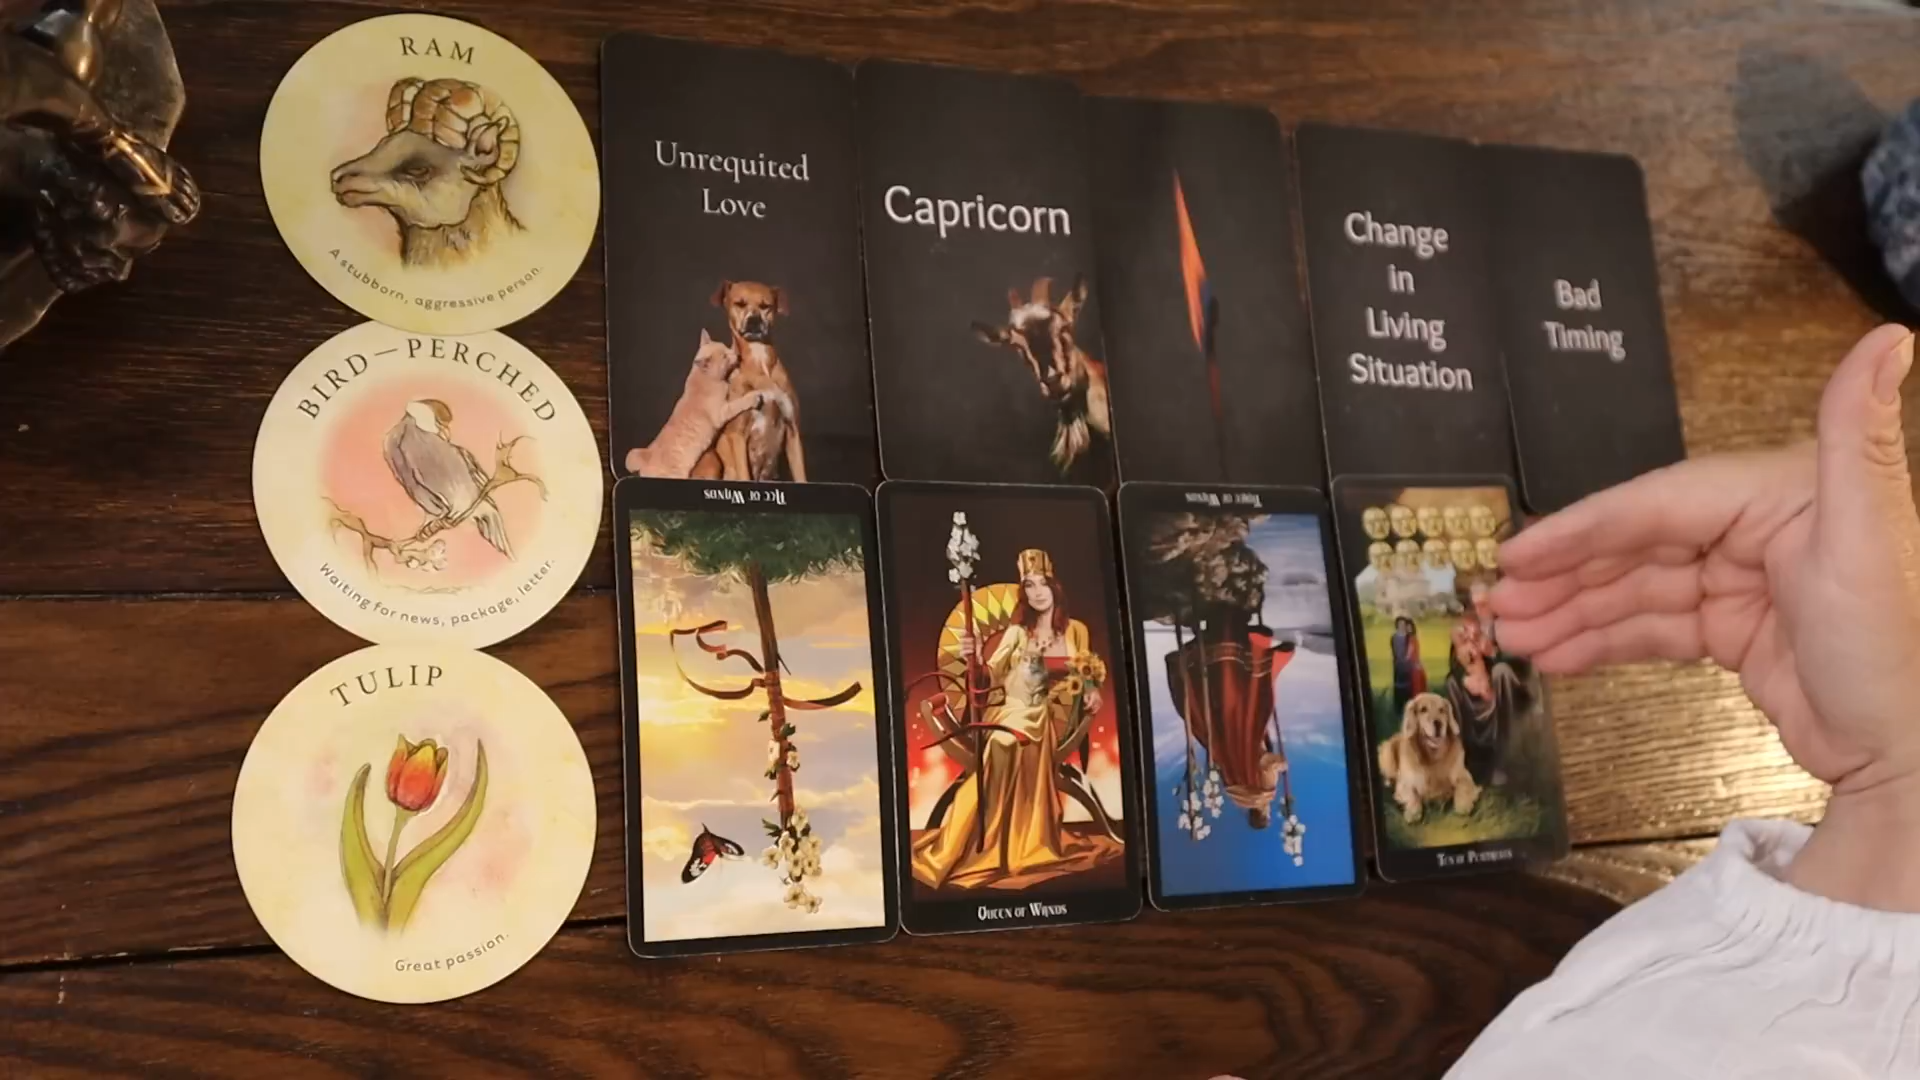 RAM
A stubborn, aggressive person.
BIRD—PERCHED
Waiting for news, package, letter.
TULIP
Great passion.
Unrequited
Love
Capricorn
Change
in
Living
Situation
Bad
Timing
Ace of Wands
Queen of Wands
Three of Wands
Ten of Pentacles